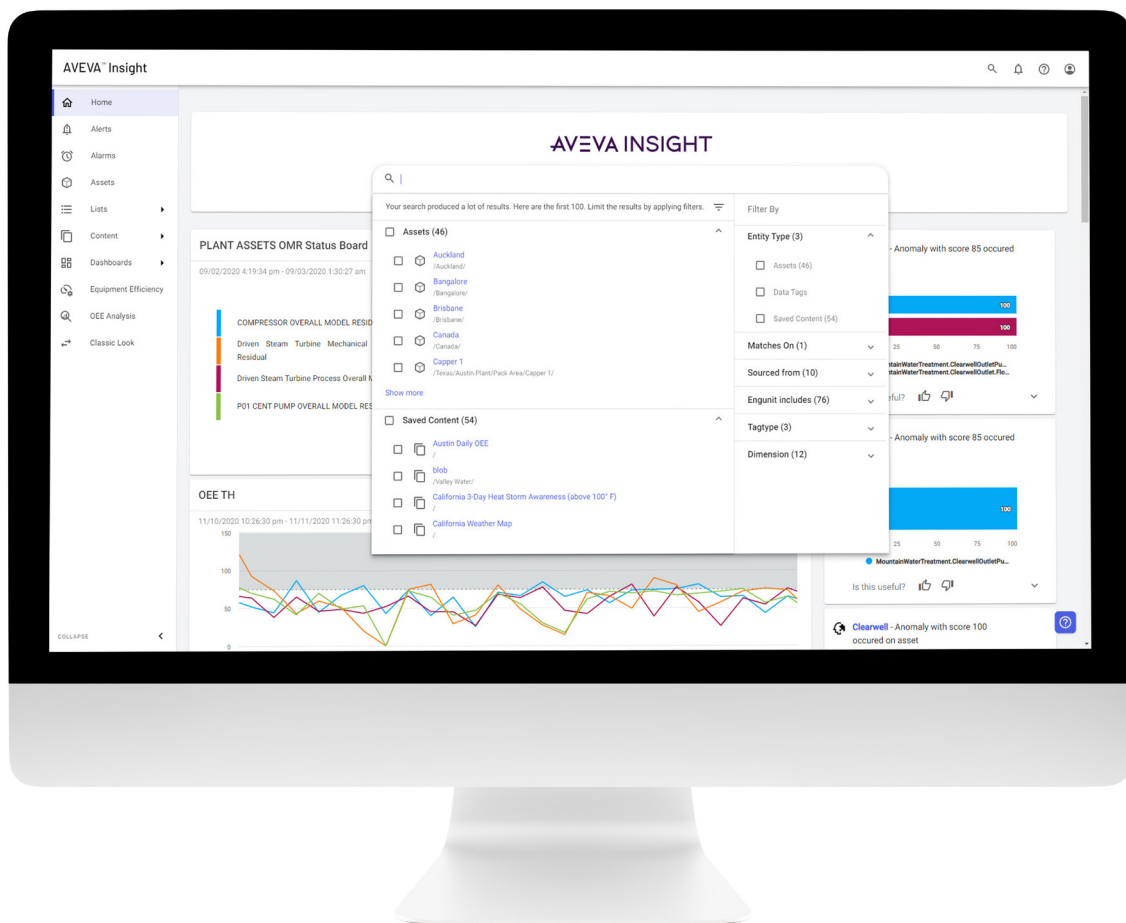 AVEVA™ Insight
Home
Alerts
Alarms
Assets
Lists
Content
Dashboards
Equipment Efficiency
OEE Analysis
Classic Look
COLLAPSE
AVEVA INSIGHT
Your search produced a lot of results. Here are the first 100. Limit the results by applying filters.
Assets (46)
Auckland
/Auckland/
Bangalore
/Bangalore/
Brisbane
/Brisbane/
Canada
/Canada/
Capper 1
/Texas/Austin Plant/Pack Area/Capper 1/
Show more
Saved Content (54)
Austin Daily OEE
/
blob
/Valley Water/
California 3-Day Heat Storm Awareness (above 100° F)
/
California Weather Map
/
Filter By
Entity Type (3)
Assets (46)
Data Tags
Saved Content (54)
Matches On (1)
Sourced from (10)
Engunit includes (76)
Tagtype (3)
Dimension (12)
PLANT ASSETS OMR Status Board
09/02/2020 4:19:34 pm - 09/03/2020 1:30:27 am
COMPRESSOR OVERALL MODEL RESID
Driven Steam Turbine Mechanical
Residual
Driven Steam Turbine Process Overall M
P01 CENT PUMP OVERALL MODEL RES
OEE TH
11/10/2020 10:26:30 pm - 11/11/2020 11:26:30 pm
150
100
50
0
- Anomaly with score 85 occured
100
100
25 50 75 100
ntainWaterTreatment.ClearwellOutletPu...
ntainWaterTreatment.ClearwellOutlet.Flo...
eful?
- Anomaly with score 85 occured
100
25 50 75 100
MountainWaterTreatment.ClearwellOutletPu...
Is this useful?
Clearwell - Anomaly with score 100
occured on asset